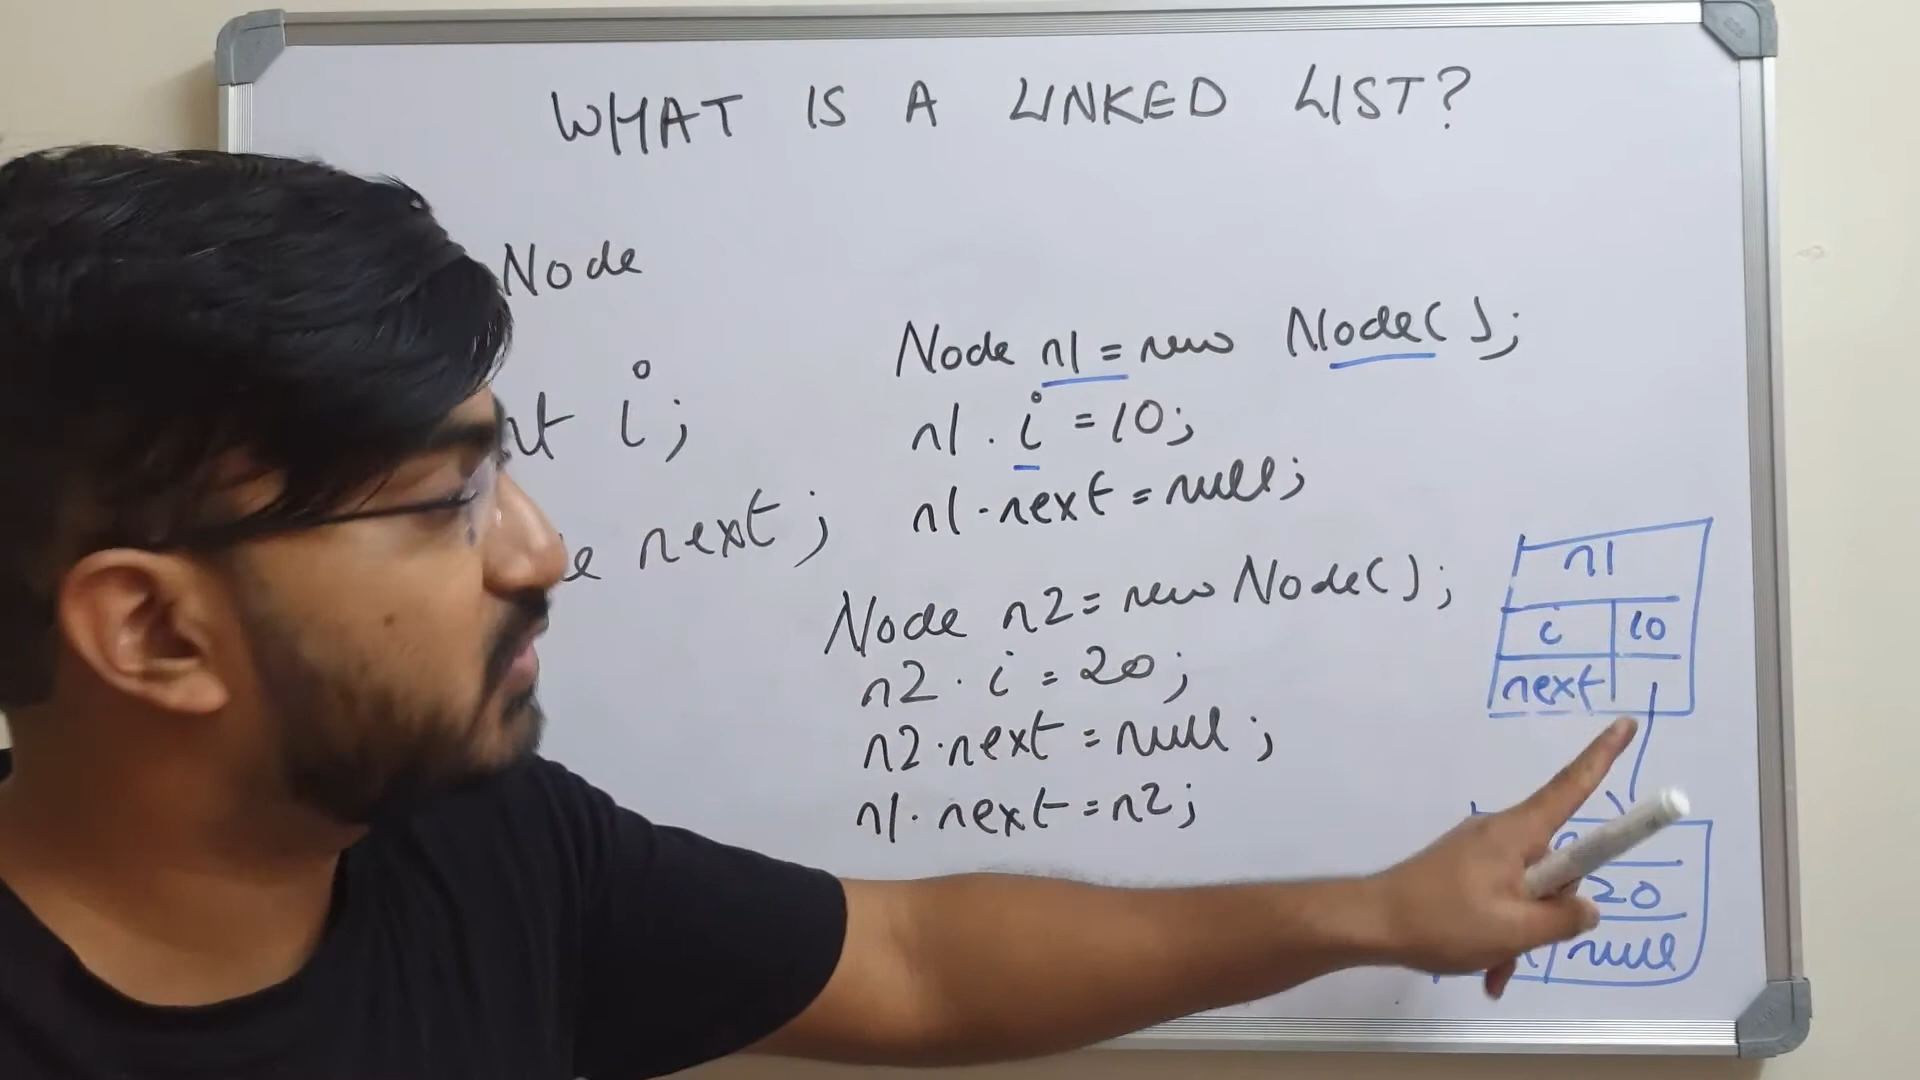 WHAT IS A LINKED LIST?
Node
i;
next;
Node n1 = new Node();
n1.i = 10;
n1.next = null;
Node n2 = new Node();
n2.i = 20;
n2.next = null;
n1.next = n2;
n1
i 10
next
20
null